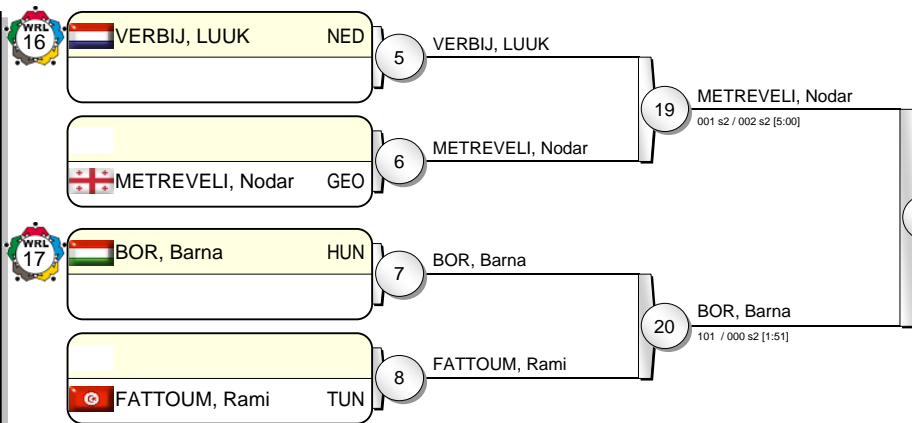 WRL
16
VERBIJ, LUUK NED
5
VERBIJ, LUUK
19
METREVELI, Nodar
001 s2 / 002 s2 [5:00]
METREVELI, Nodar GEO
6
METREVELI, Nodar
WRL
17
BOR, Barna HUN
7
BOR, Barna
20
BOR, Barna
101 / 000 s2 [1:51]
FATTOUM, Rami TUN
8
FATTOUM, Rami